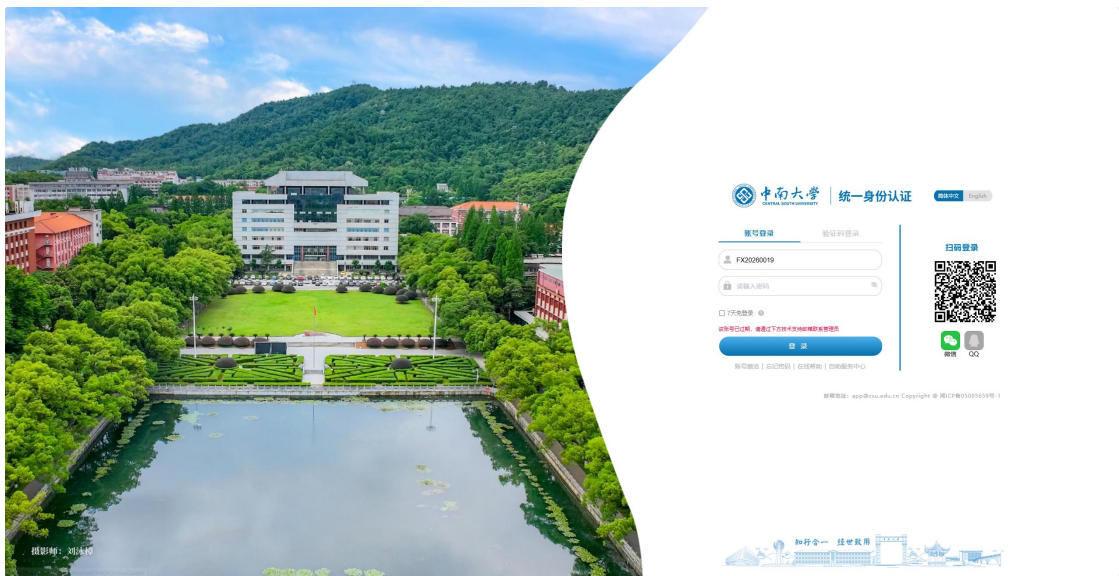 中南大学
CENTRAL SOUTH UNIVERSITY
统一身份认证
简体中文 English
账号登录 验证码登录
FX20260019
请输入密码
7天免登录
该账号已过期，请通过下方技术支持邮箱联系管理员
登 录
账号激活 | 忘记密码 | 在线帮助 | 自助服务中心
扫码登录
微信 QQ
邮箱地址：app@csu.edu.cn Copyright @ 湘ICP备05005659号-1
知行合一 经世致用
摄影师：刘泳樟